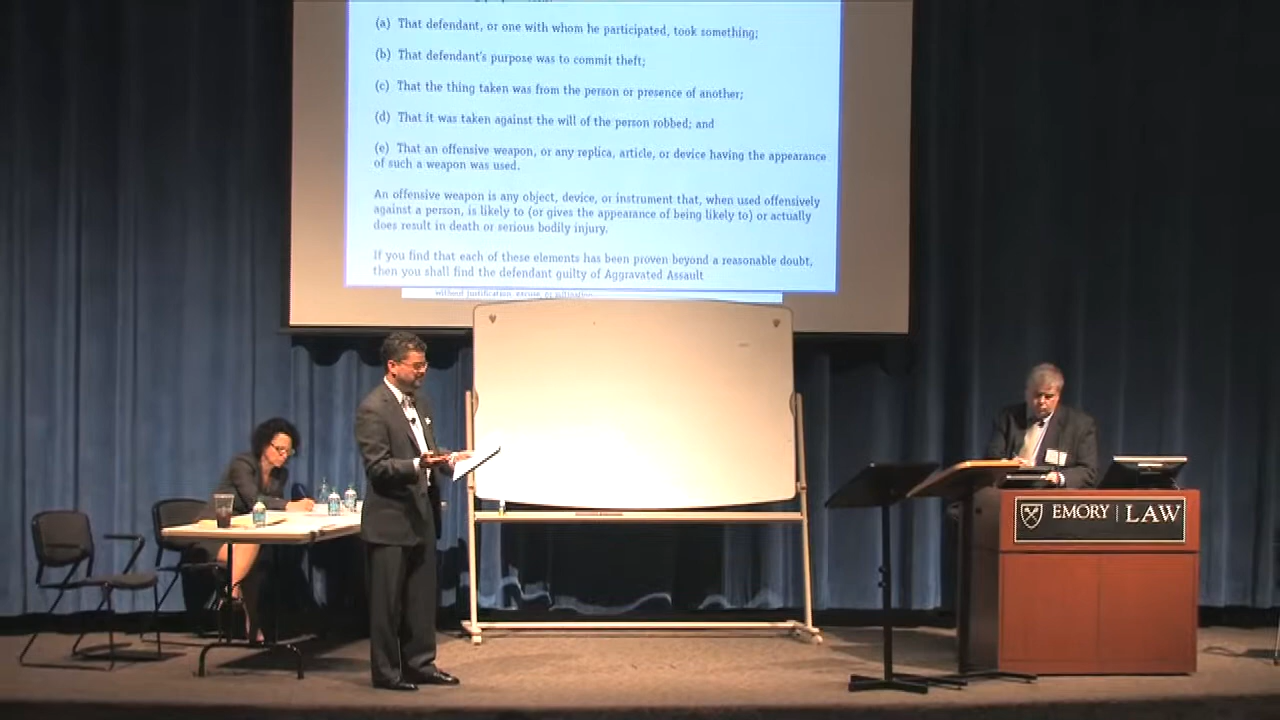 (a) That defendant, or one with whom he participated, took something;
(b) That defendant's purpose was to commit theft;
(c) That the thing taken was from the person or presence of another;
(d) That it was taken against the will of the person robbed; and
(e) That an offensive weapon, or any replica, article, or device having the appearance
of such a weapon was used.
An offensive weapon is any object, device, or instrument that, when used offensively
against a person, is likely to (or gives the appearance of being likely to) or actually
does result in death or serious bodily injury.
If you find that each of these elements has been proven beyond a reasonable doubt,
then you shall find the defendant guilty of Aggravated Assault
without justification, excuse, or mitigation
EMORY | LAW